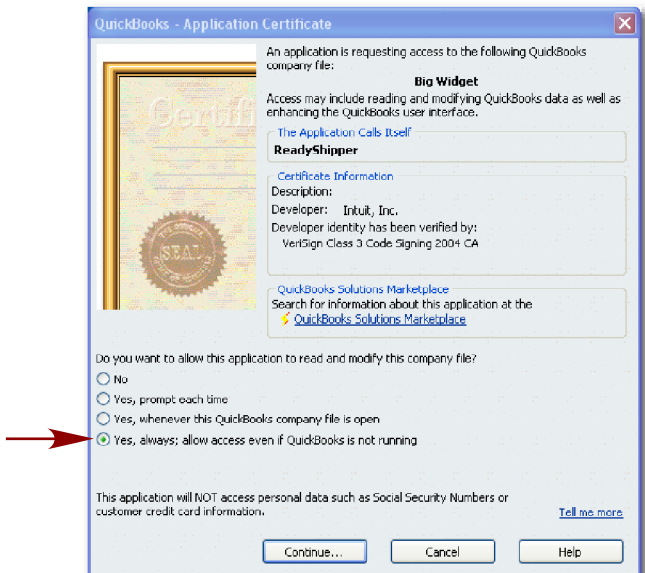 QuickBooks - Application Certificate
An application is requesting access to the following QuickBooks
company file:
Big Widget
Access may include reading and modifying QuickBooks data as well as
enhancing the QuickBooks user interface.
The Application Calls Itself
ReadyShipper
Certificate Information
Description:
Developer: Intuit, Inc.
Developer identity has been verified by:
VeriSign Class 3 Code Signing 2004 CA
QuickBooks Solutions Marketplace
Search for information about this application at the
QuickBooks Solutions Marketplace
Certifi
SEAL
Do you want to allow this application to read and modify this company file?
No
Yes, prompt each time
Yes, whenever this QuickBooks company file is open
Yes, always; allow access even if QuickBooks is not running
This application will NOT access personal data such as Social Security Numbers or
customer credit card information.
Tell me more
Continue...
Cancel
Help